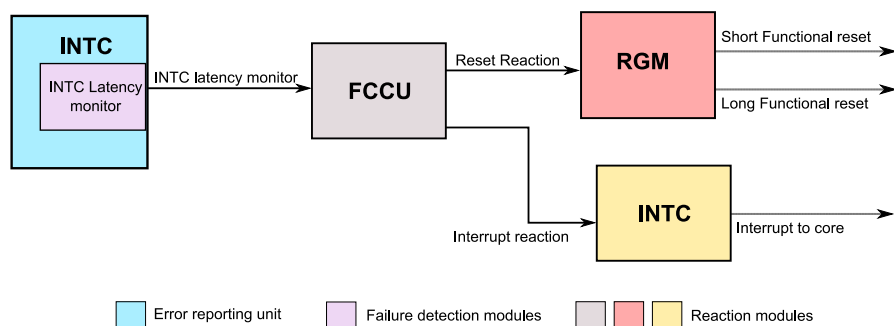 INTC
INTC Latency
monitor
INTC latency monitor
FCCU
Reset Reaction
RGM
Short Functional reset
Long Functional reset
Interrupt reaction
INTC
Interrupt to core
Error reporting unit
Failure detection modules
Reaction modules